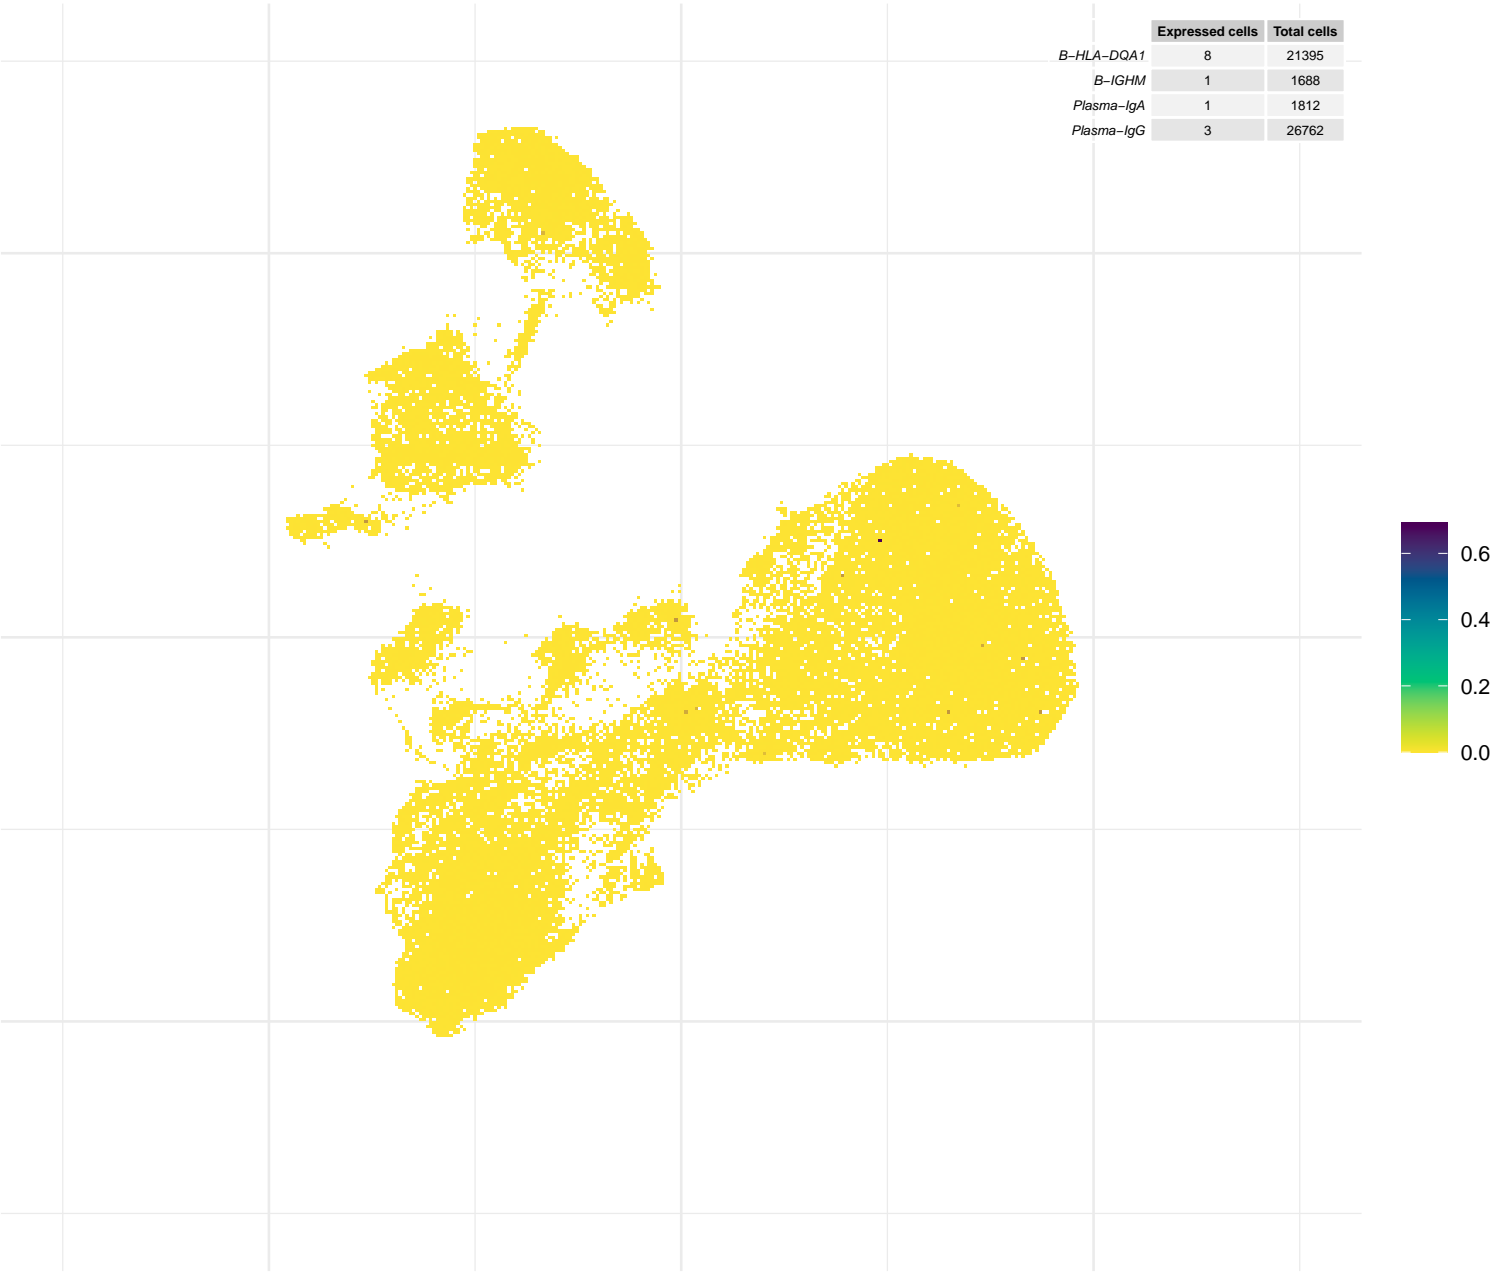 Expressed cells Total cells
B−HLA−DQA1 8 21395
B−IGHM 1 1688
Plasma−IgA 1 1812
Plasma−IgG 3 26762
0.6
0.4
0.2
0.0